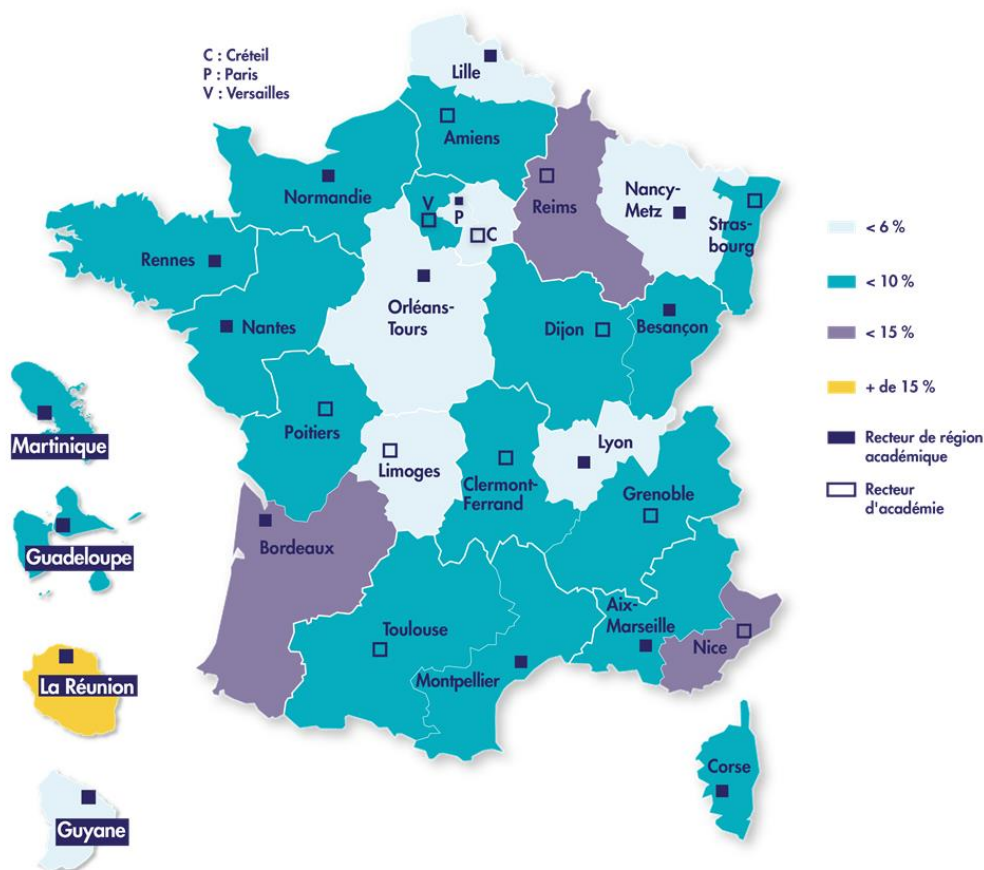 C : Créteil
P : Paris
V : Versailles
Lille
Amiens
Normandie
Reims
Nancy-
Metz
Stras-
bourg
V
P
C
Rennes
Orléans-
Tours
Nantes
Dijon
Besançon
Poitiers
Limoges
Clermont-
Ferrand
Lyon
Grenoble
Bordeaux
Toulouse
Montpellier
Aix-
Marseille
Nice
Corse
Martinique
Guadeloupe
La Réunion
Guyane
< 6 %
< 10 %
< 15 %
+ de 15 %
Recteur de région
académique
Recteur
d'académie